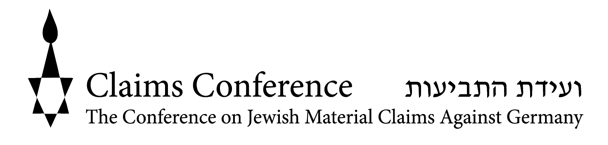 Claims Conference ועידת התביעות
The Conference on Jewish Material Claims Against Germany